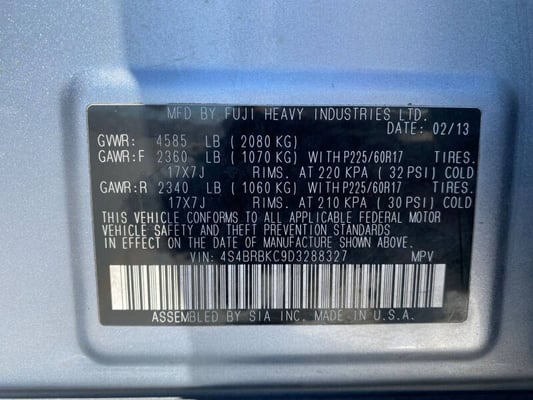 MFD BY FUJI HEAVY INDUSTRIES LTD.
DATE: 02/13
GVWR: 4585 LB ( 2080 KG)
GAWR:F 2360 LB ( 1070 KG) WITH P225/60R17 TIRES.
17X7J RIMS. AT 220 KPA ( 32 PSI) COLD
GAWR:R 2340 LB ( 1060 KG) WITH P225/60R17 TIRES.
17X7J RIMS. AT 210 KPA ( 30 PSI) COLD
THIS VEHICLE CONFORMS TO ALL APPLICABLE FEDERAL MOTOR
VEHICLE SAFETY AND THEFT PREVENTION STANDARDS
IN EFFECT ON THE DATE OF MANUFACTURE SHOWN ABOVE.
VIN: 4S4BRBKC9D3288327 MPV
ASSEMBLED BY SIA INC. MADE IN U.S.A.